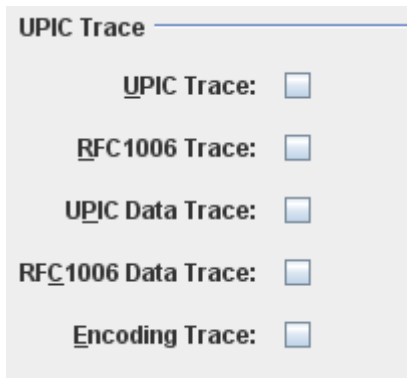 UPIC Trace
UPIC Trace:
RFC1006 Trace:
UPIC Data Trace:
RFC1006 Data Trace:
Encoding Trace: